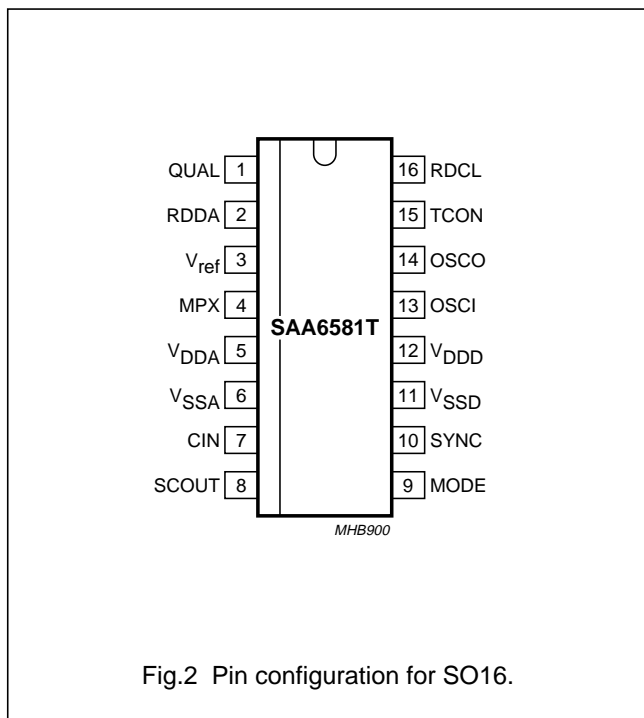 QUAL 1 16 RDCL
RDDA 2 15 TCON
Vref 3 14 OSCO
MPX 4 13 OSCI
SAA6581T
VDDA 5 12 VDDD
VSSA 6 11 VSSD
CIN 7 10 SYNC
SCOUT 8 9 MODE
MHB900
Fig.2 Pin configuration for SO16.